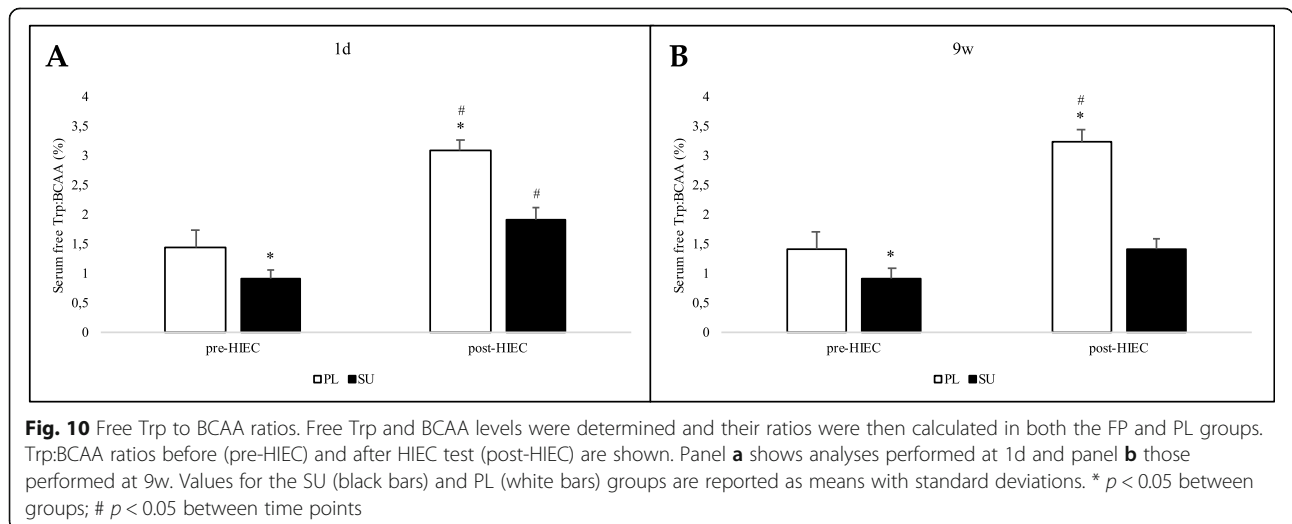 A
1d
Serum free Trp:BCAA (%)
4
3,5
3
2,5
2
1,5
1
0,5
0
#
*
#
*
pre-HIEC
post-HIEC
PL SU
B
9w
Serum free Trp:BCAA (%)
4
3,5
3
2,5
2
1,5
1
0,5
0
#
*
*
pre-HIEC
post-HIEC
PL SU
Fig. 10 Free Trp to BCAA ratios. Free Trp and BCAA levels were determined and their ratios were then calculated in both the FP and PL groups.
Trp:BCAA ratios before (pre-HIEC) and after HIEC test (post-HIEC) are shown. Panel a shows analyses performed at 1d and panel b those
performed at 9w. Values for the SU (black bars) and PL (white bars) groups are reported as means with standard deviations. * p < 0.05 between
groups; # p < 0.05 between time points